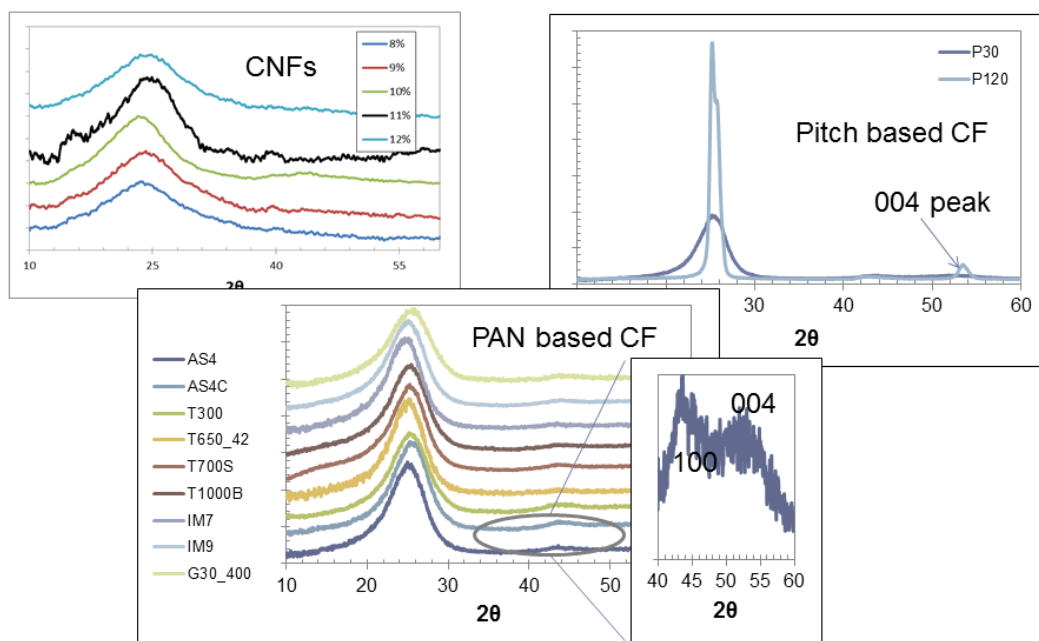 CNFs
8%
9%
10%
11%
12%
10 25 40 55
2θ
P30
P120
Pitch based CF
004 peak
30 40 50 60
2θ
PAN based CF
AS4
AS4C
T300
T650_42
T700S
T1000B
IM7
IM9
G30_400
10 20 30 40 50
2θ
004
100
40 45 50 55 60
2θ